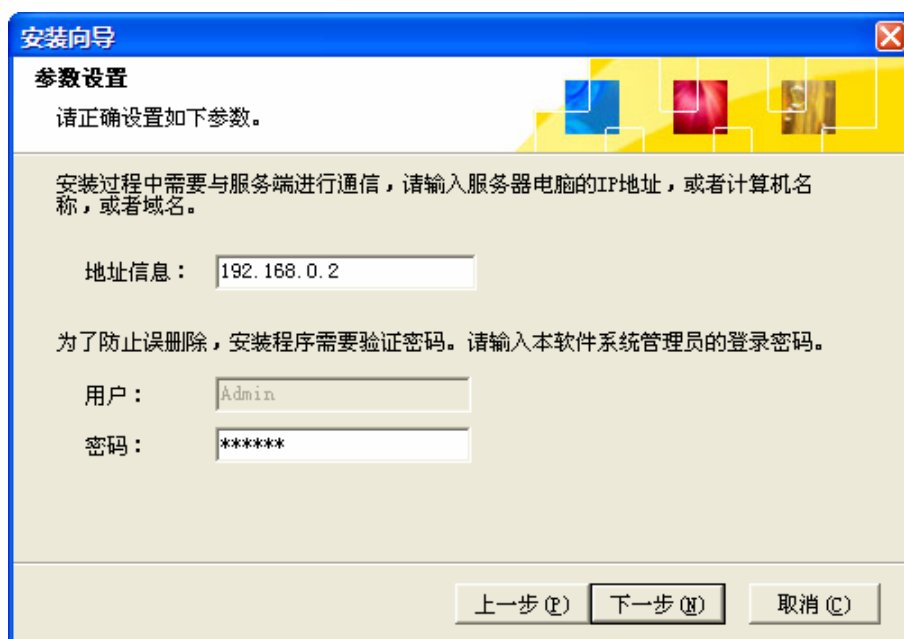 安装向导
参数设置
请正确设置如下参数。
安装过程中需要与服务端进行通信,请输入服务器电脑的IP地址,或者计算机名
称,或者域名。
地址信息: 192.168.0.2
为了防止误删除,安装程序需要验证密码。请输入本软件系统管理员的登录密码。
用户: Admin
密码: ******
上一步(P) 下一步(N) 取消(C)